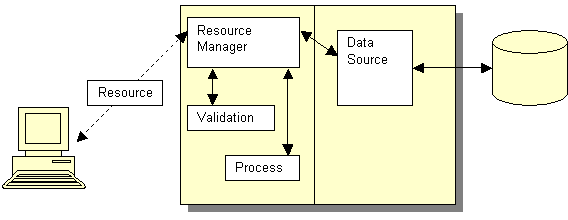 Resource
Manager
Data
Source
Resource
Validation
Process